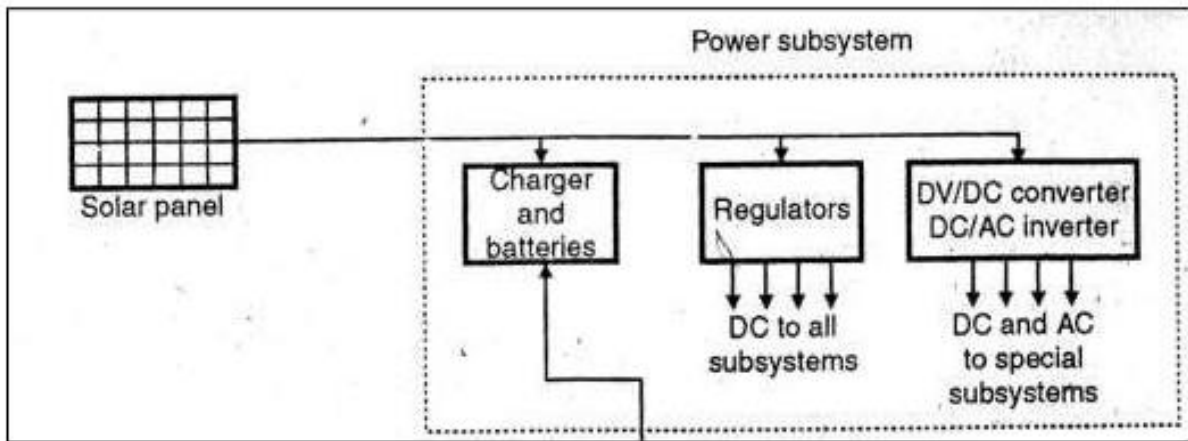 Power subsystem
Solar panel
Charger
and
batteries
Regulators
DV/DC converter
DC/AC inverter
DC to all
subsystems
DC and AC
to special
subsystems